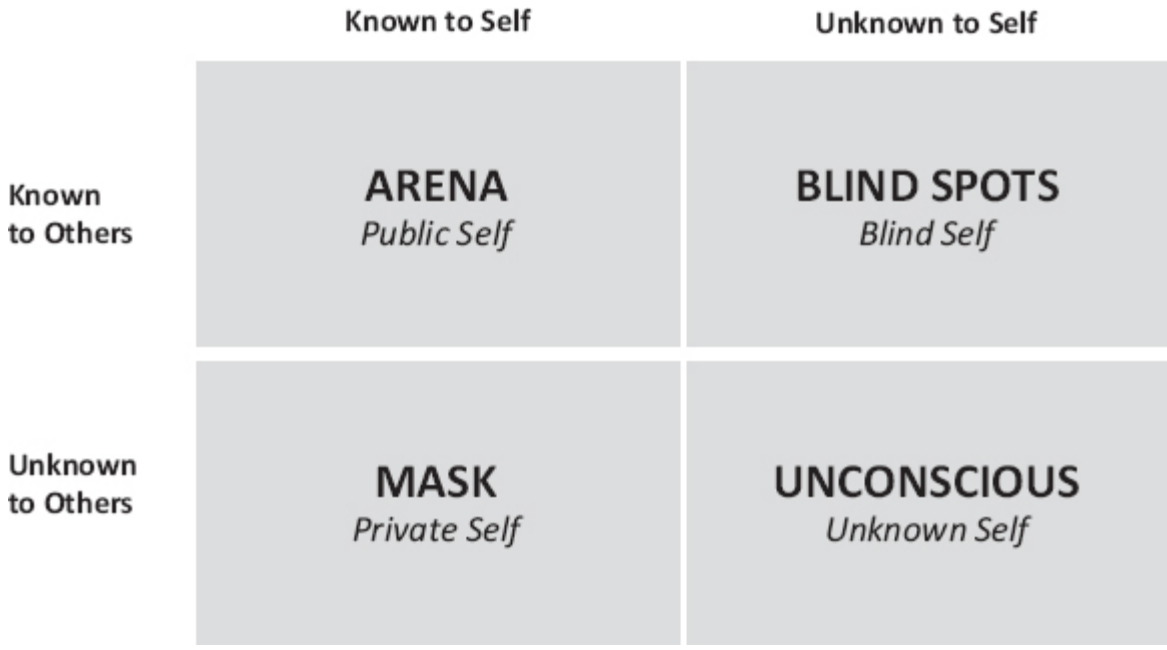 Known to Self
Unknown to Self
Known
to Others
ARENA
Public Self
BLIND SPOTS
Blind Self
Unknown
to Others
MASK
Private Self
UNCONSCIOUS
Unknown Self